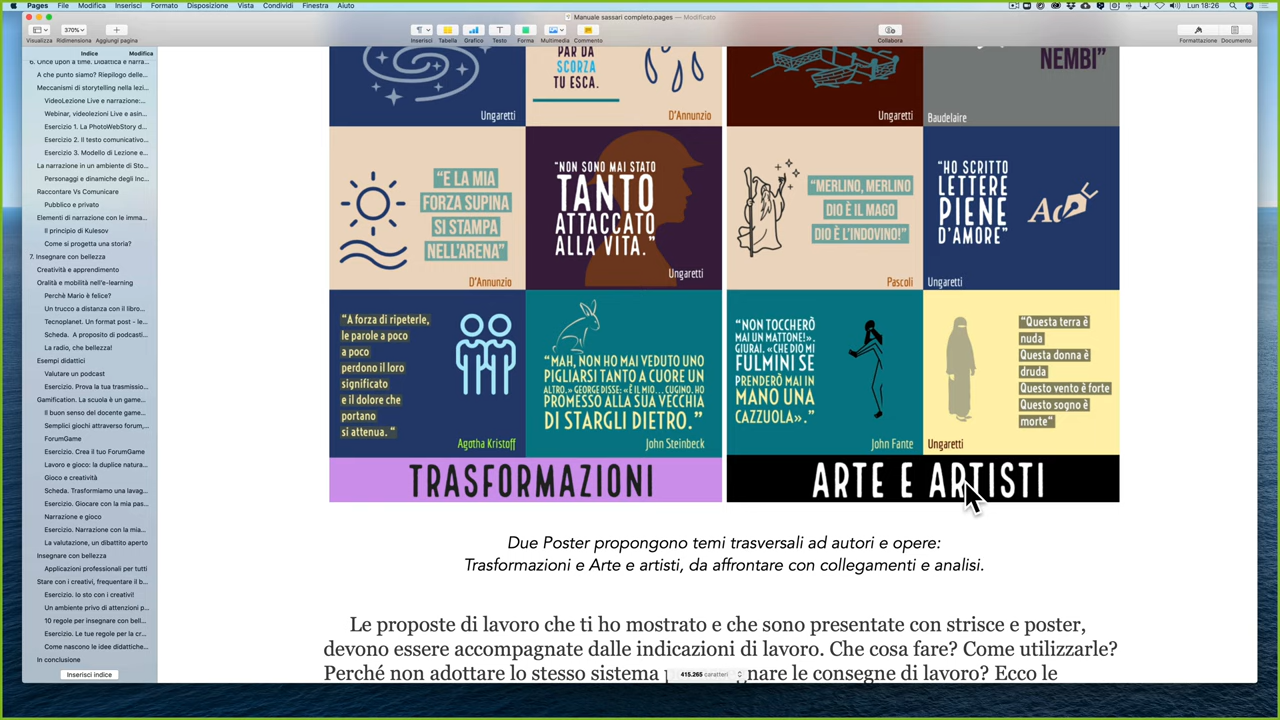 Pages File Modifica Inserisci Formato Disposizione Vista Condividi Finestra Aiuto
Lun 18:26
Manuale sassari completo.pages — Modificato
370%
Visualizza Ridimensiona Aggiungi pagina
Inserisci Tabella Grafico Testo Forma Multimedia Commento
Collabora
Formattazione Documento
Indice Modifica
6. Once upon a time. Didattica e narra...
A che punto siamo? Riepilogo delle...
Meccanismi di storytelling nella lezi...
VideoLezione Live e narrazione:...
Webinar, videolezioni Live e asin...
Esercizio 1. La PhotoWebStory d...
Esercizio 2. Il testo comunicativo...
Esercizio 3. Modello di Lezione e...
La narrazione in un ambiente di Sto...
Personaggi e dinamiche degli Inc...
Raccontare Vs Comunicare
Pubblico e privato
Elementi di narrazione con le imma...
Il principio di Kulesov
Come si progetta una storia?
7. Insegnare con bellezza
Creatività e apprendimento
Oralità e mobilità nell'e-learning
Perchè Mario è felice?
Un trucco a distanza con il libro...
Tecnoplanet. Un format post - le...
Scheda. A proposito di podcasti...
La radio, che bellezza!
Esempi didattici
Valutare un podcast
Esercizio. Prova la tua trasmissio...
Gamification. La scuola è un game...
Il buon senso del docente game...
Semplici giochi attraverso forum,...
ForumGame
Esercizio. Crea il tuo ForumGame
Lavoro e gioco: la duplice natura...
Gioco e creatività
Scheda. Trasformiamo una lavag...
Esercizio. Giocare con la mia pas...
Narrazione e gioco
Esercizio. Narrazione con la mia...
La valutazione, un dibattito aperto
Insegnare con bellezza
Applicazioni professionali per tutti
Stare con i creativi, frequentare il b...
Esercizio. Io sto con i creativi!
Un ambiente privo di attenzioni p...
10 regole per insegnare con bell...
Esercizio. Le tue regole per la cr...
Come nascono le idee didattiche...
In conclusione
Inserisci indice
Ungaretti
PAR DA
SCORZA
TU ESCA.
D'Annunzio
Ungaretti
NEMBI"
Baudelaire
"E LA MIA
FORZA SUPINA
SI STAMPA
NELL'ARENA"
D'Annunzio
"NON SONO MAI STATO
TANTO
ATTACCATO
ALLA VITA."
Ungaretti
"MERLINO, MERLINO
DIO È IL MAGO
DIO È L'INDOVINO!"
Pascoli
"HO SCRITTO
LETTERE
PIENE
D'AMORE"
Ungaretti
"A forza di ripeterle,
le parole a poco
a poco
perdono il loro
significato
e il dolore che
portano
si attenua. "
Agotha Kristoff
"MAH, NON HO MAI VEDUTO UNO
PIGLIARSI TANTO A CUORE UN
ALTRO.» GEORGE DISSE: «È IL MIO... CUGINO. HO
PROMESSO ALLA SUA VECCHIA
DI STARGLI DIETRO."
John Steinbeck
"NON TOCCHERÒ
MAI UN MATTONE!».
GIURAI. «CHE DIO MI
FULMINI SE
PRENDERÒ MAI IN
MANO UNA
CAZZUOLA»."
John Fante
"Questa terra è
nuda
Questa donna è
druda
Questo vento è forte
Questo sogno è
morte"
Ungaretti
TRASFORMAZIONI
ARTE E ARTISTI
Due Poster propongono temi trasversali ad autori e opere:
Trasformazioni e Arte e artisti, da affrontare con collegamenti e analisi.
Le proposte di lavoro che ti ho mostrato e che sono presentate con strisce e poster,
devono essere accompagnate dalle indicazioni di lavoro. Che cosa fare? Come utilizzarle?
Perché non adottare lo stesso sistema gnare le consegne di lavoro? Ecco le
415.265 caratteri